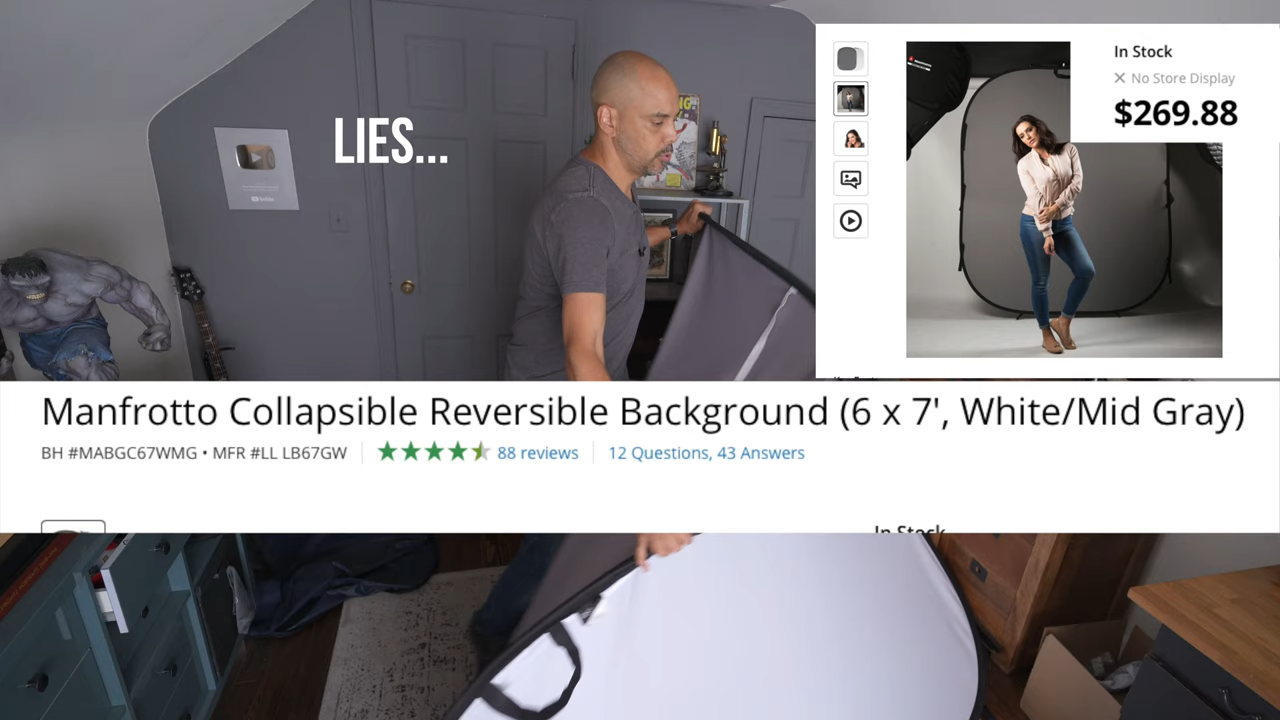 LIES...
In Stock
No Store Display
$269.88
Manfrotto Collapsible Reversible Background (6 x 7', White/Mid Gray)
BH #MABGC67WMG • MFR #LL LB67GW
88 reviews
12 Questions, 43 Answers
In Stock